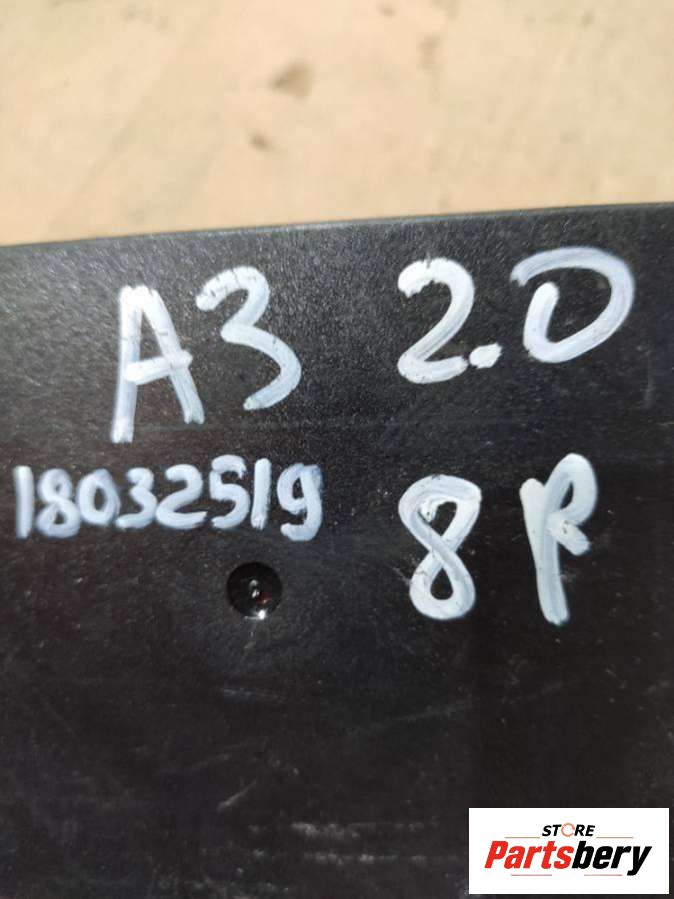 A3 2.0
18032519 8P
STORE
Partsbery